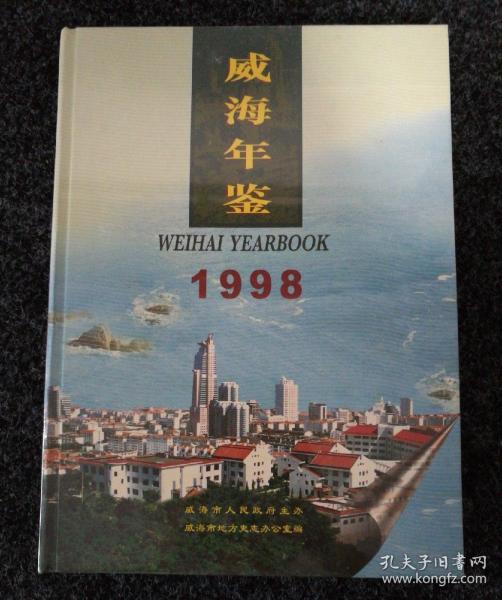 威海年鉴
WEIHAI YEARBOOK
1998
威海市人民政府主办
威海市地方史志办公室编
孔夫子旧书网
www.kongfz.com